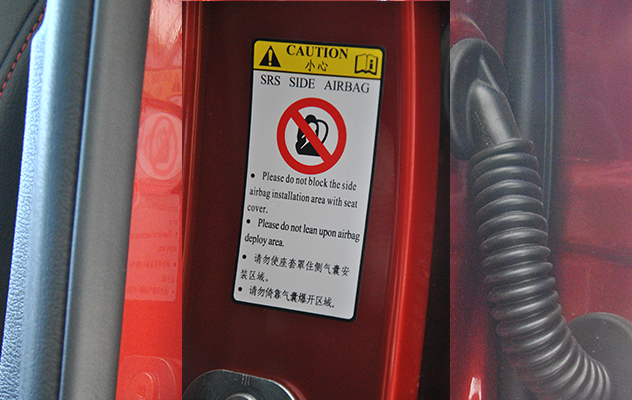 CAUTION
小心
SRS SIDE AIRBAG
• Please do not block the side
airbag installation area with seat
cover.
• Please do not lean upon airbag
deploy area.
• 请勿使座套罩住侧气囊安
装区域。
• 请勿倚靠气囊爆开区域。